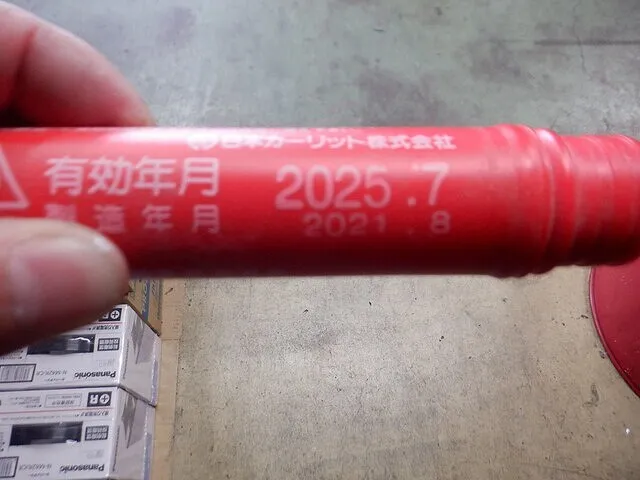 日本カーリット株式会社
有効年月 2025.7
製造年月 2021.8
Panasonic
Panasonic